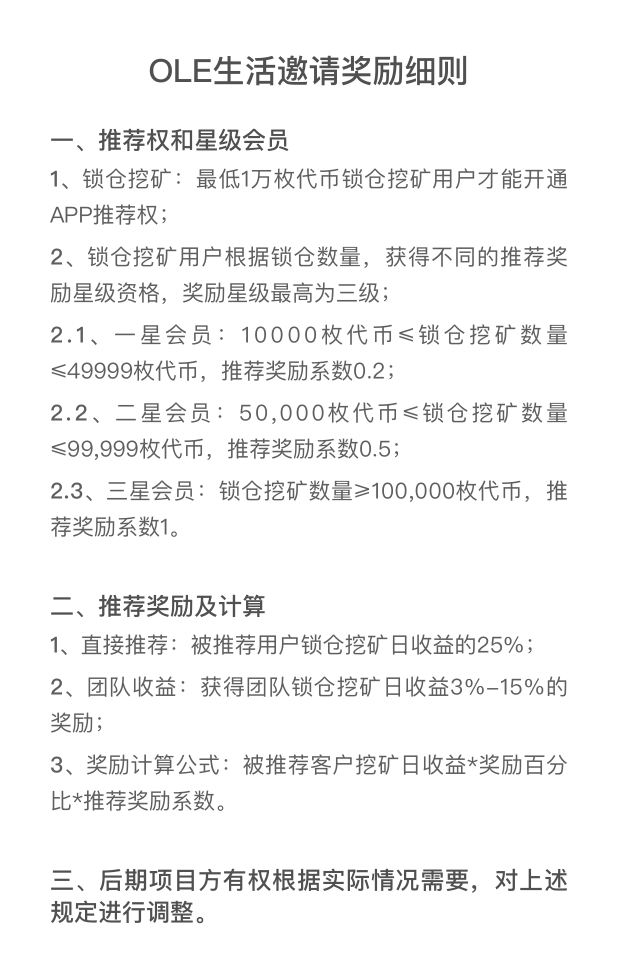 OLE生活邀请奖励细则
一、推荐权和星级会员
1、锁仓挖矿：最低1万枚代币锁仓挖矿用户才能开通
APP推荐权；
2、锁仓挖矿用户根据锁仓数量，获得不同的推荐奖
励星级资格，奖励星级最高为三级；
2.1、一星会员：10000枚代币≤锁仓挖矿数量
≤49999枚代币，推荐奖励系数0.2；
2.2、二星会员：50,000枚代币≤锁仓挖矿数量
≤99,999枚代币，推荐奖励系数0.5；
2.3、三星会员：锁仓挖矿数量≥100,000枚代币，推
荐奖励系数1。
二、推荐奖励及计算
1、直接推荐：被推荐用户锁仓挖矿日收益的25%；
2、团队收益：获得团队锁仓挖矿日收益3%-15%的
奖励；
3、奖励计算公式：被推荐客户挖矿日收益*奖励百分
比*推荐奖励系数。
三、后期项目方有权根据实际情况需要，对上述
规定进行调整。